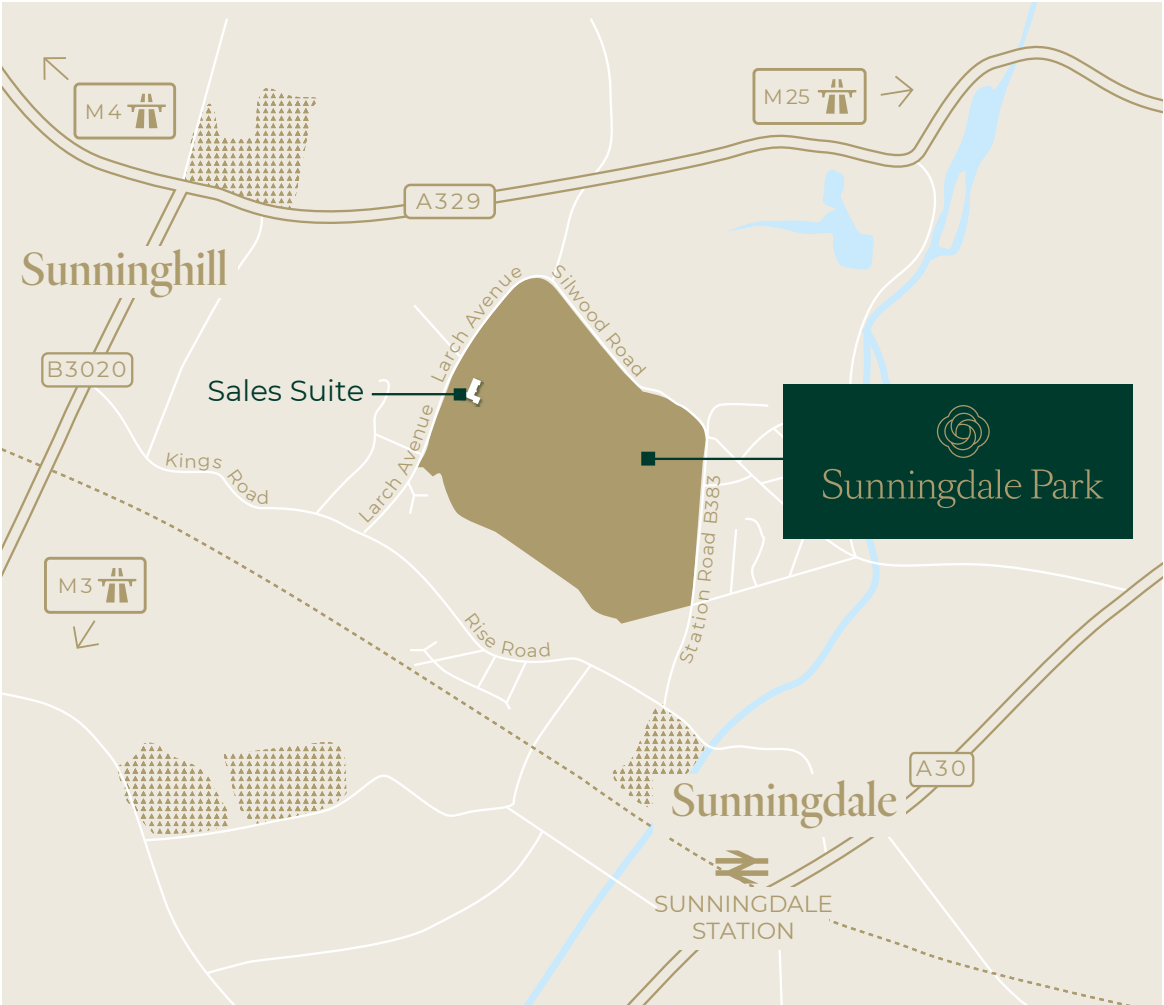 M4
M25
A329
Sunninghill
Larch Avenue
Silwood Road
B3020
Sales Suite
Larch Avenue
Kings Road
Sunningdale Park
Station Road B383
M3
Rise Road
A30
Sunningdale
SUNNINGDALE
STATION